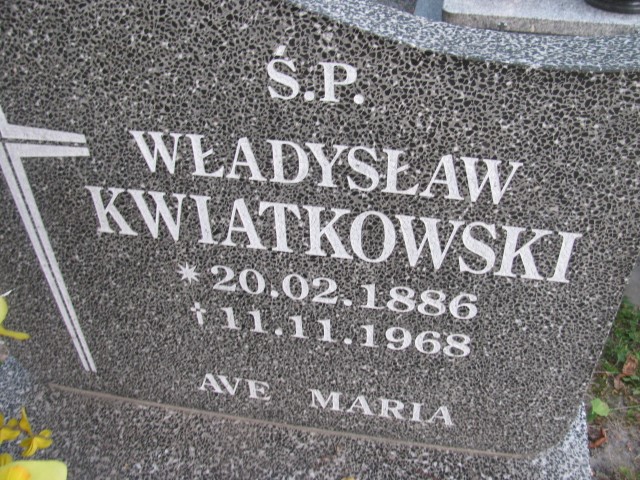 Ś.P.
WŁADYSŁAW
KWIATKOWSKI
* 20.02.1886
† 11.11.1968
AVE MARIA